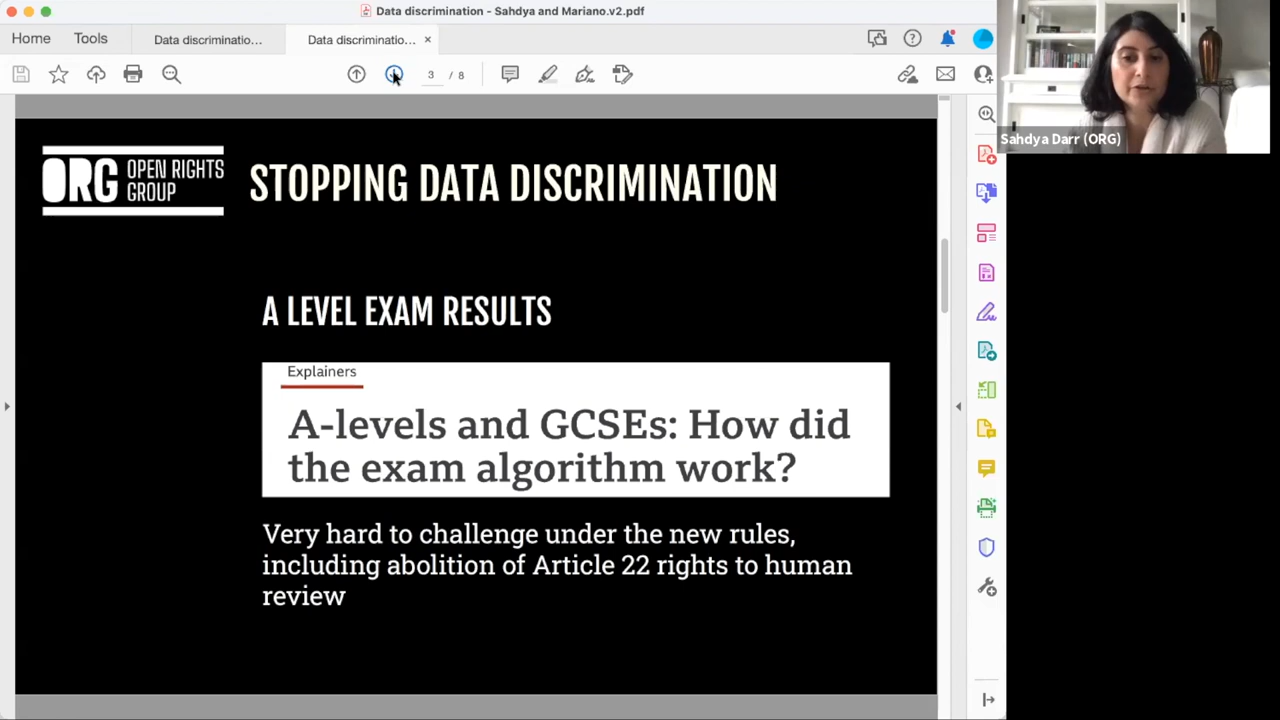 Data discrimination - Sahdya and Mariano.v2.pdf
Home
Tools
Data discriminatio...
Data discriminatio...
3 / 8
Sahdya Darr (ORG)
ORG OPEN RIGHTS GROUP
STOPPING DATA DISCRIMINATION
A LEVEL EXAM RESULTS
Explainers
A-levels and GCSEs: How did
the exam algorithm work?
Very hard to challenge under the new rules,
including abolition of Article 22 rights to human
review